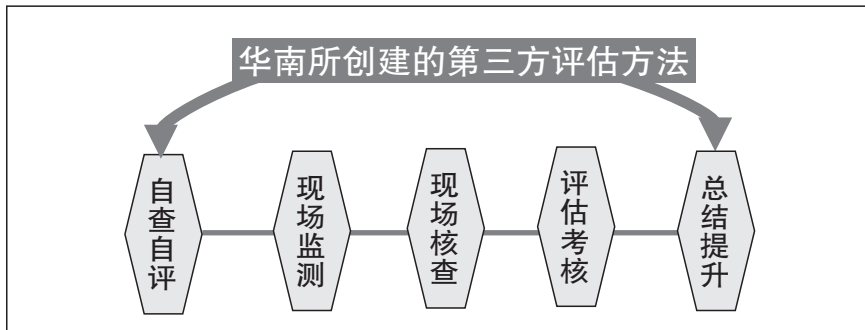 华南所创建的第三方评估方法
自查自评
现场监测
现场核查
评估考核
总结提升